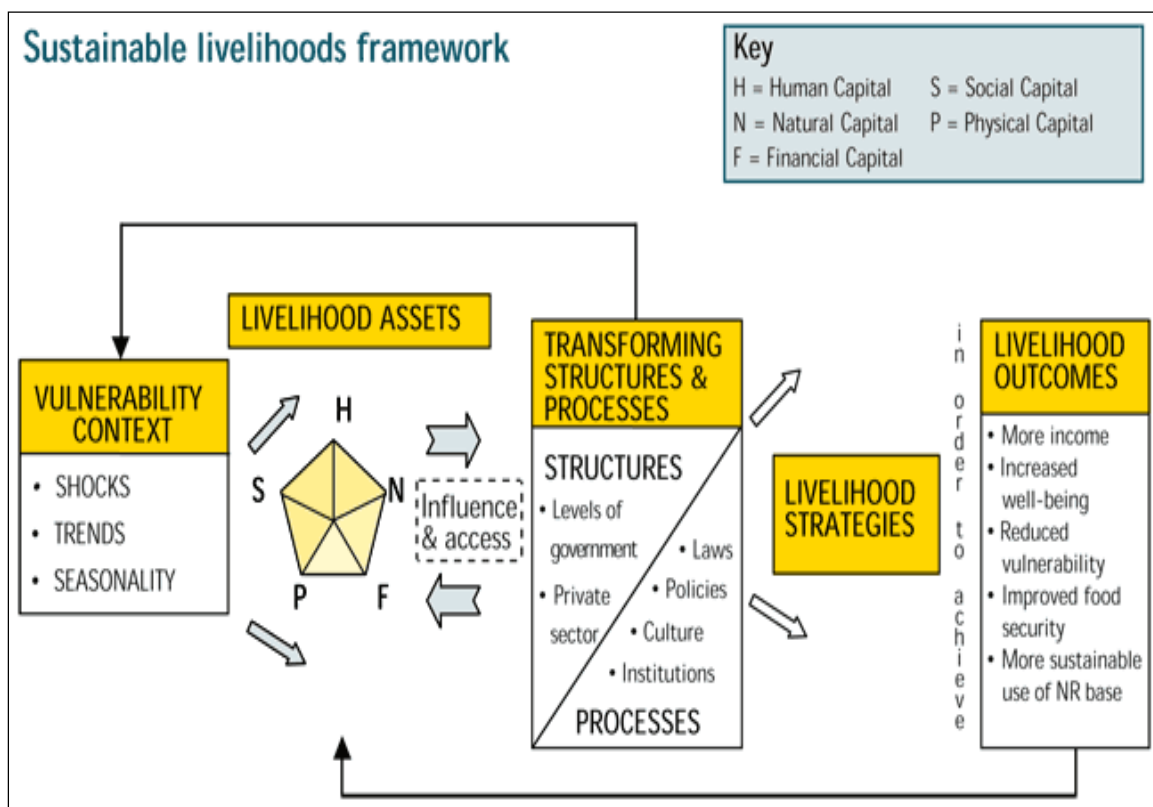 Sustainable livelihoods framework
Key
H = Human Capital S = Social Capital
N = Natural Capital P = Physical Capital
F = Financial Capital
LIVELIHOOD ASSETS
VULNERABILITY
CONTEXT
• SHOCKS
• TRENDS
• SEASONALITY
H
S
N
P
F
Influence
& access
TRANSFORMING
STRUCTURES &
PROCESSES
STRUCTURES
• Levels of
government
• Private
sector
• Laws
• Policies
• Culture
• Institutions
PROCESSES
LIVELIHOOD
STRATEGIES
in order to achieve
LIVELIHOOD
OUTCOMES
• More income
• Increased
well-being
• Reduced
vulnerability
• Improved food
security
• More sustainable
use of NR base